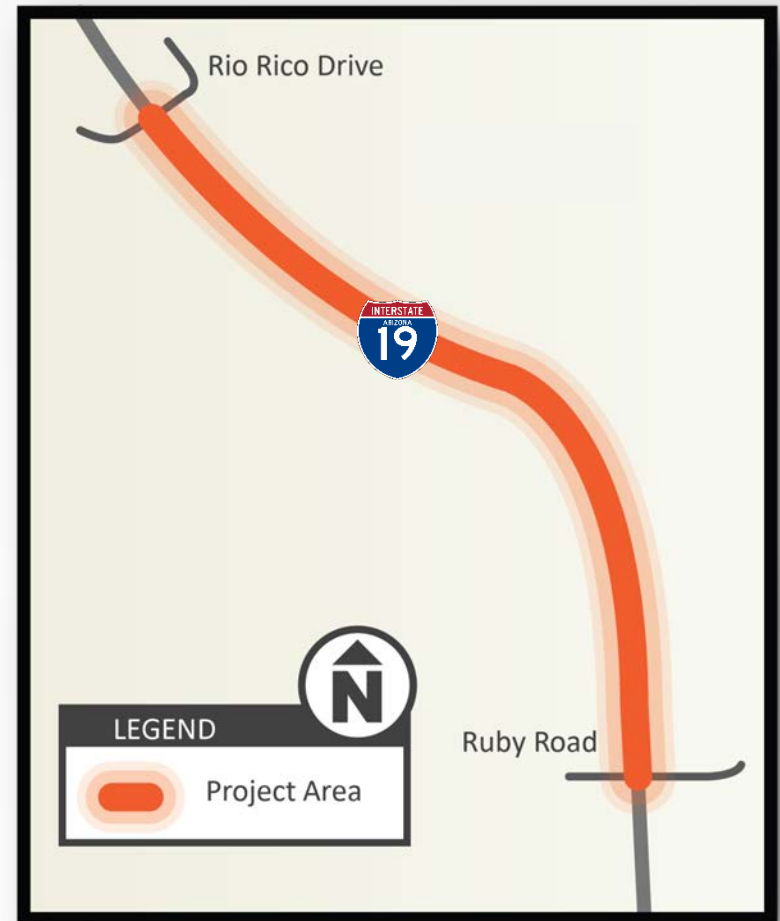 Rio Rico Drive
INTERSTATE
ARIZONA
19
N
LEGEND
Ruby Road
Project Area